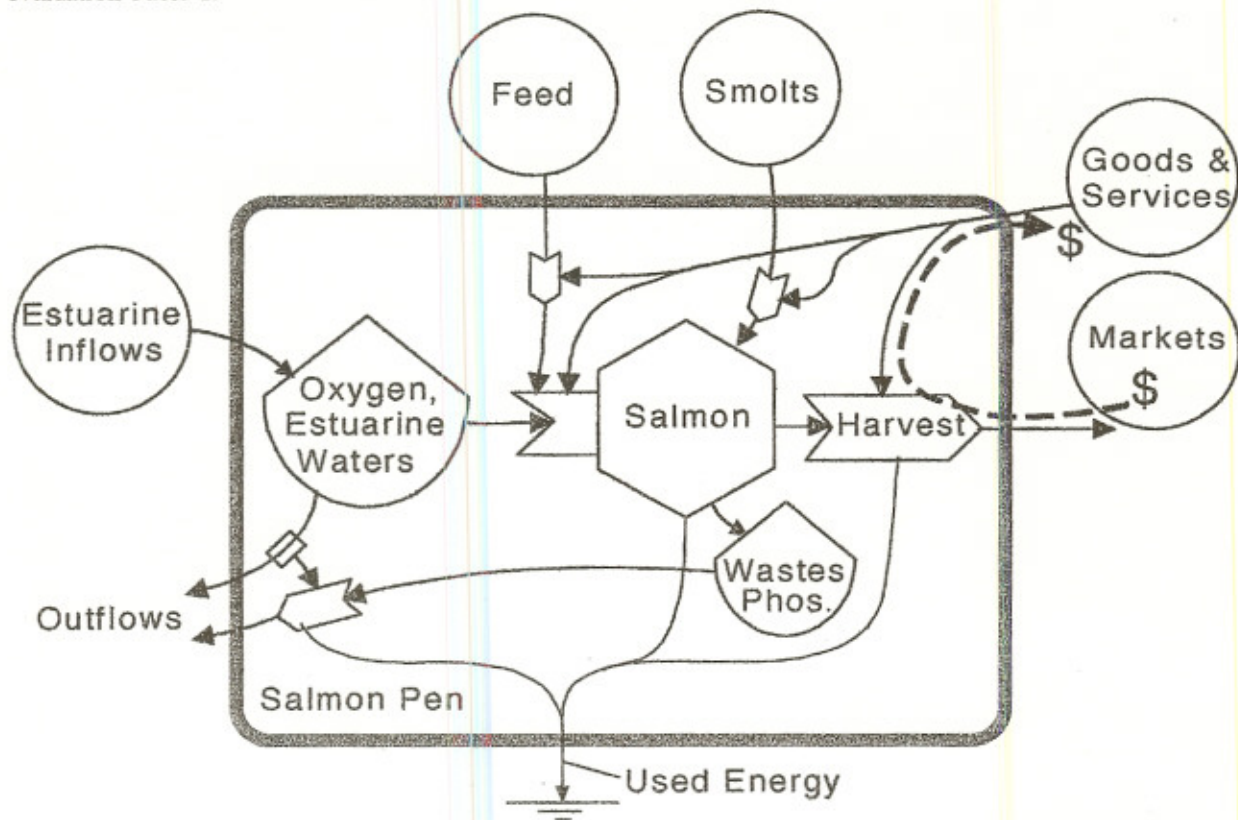 Feed
Smolts
Goods &
Services
$
Estuarine
Inflows
Markets
$
Oxygen,
Estuarine
Waters
Salmon
Harvest
Wastes
Phos.
Outflows
Salmon Pen
Used Energy